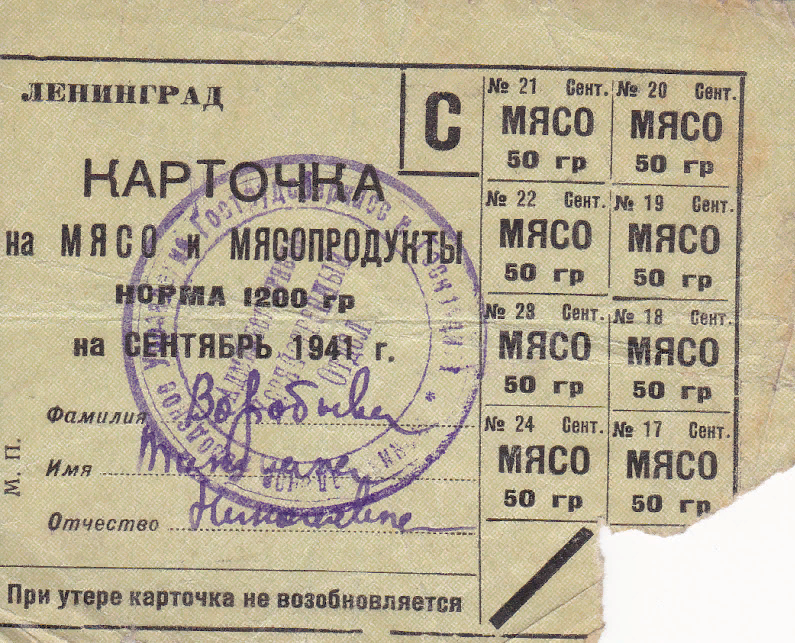 ЛЕНИНГРАД
С
КАРТОЧКА
на МЯСО и МЯСОПРОДУКТЫ
НОРМА 1200 гр
на СЕНТЯБРЬ 1941 г.
Фамилия Воробьева
Имя
Отчество Николаевна
М. П.
При утере карточка не возобновляется
№ 21 Сент.
МЯСО
50 гр
№ 20 Сент.
МЯСО
50 гр
№ 22 Сент.
МЯСО
50 гр
№ 19 Сент.
МЯСО
50 гр
№ 23 Сент.
МЯСО
50 гр
№ 18 Сент.
МЯСО
50 гр
№ 24 Сент.
МЯСО
50 гр
№ 17 Сент.
МЯСО
50 гр
Отдел